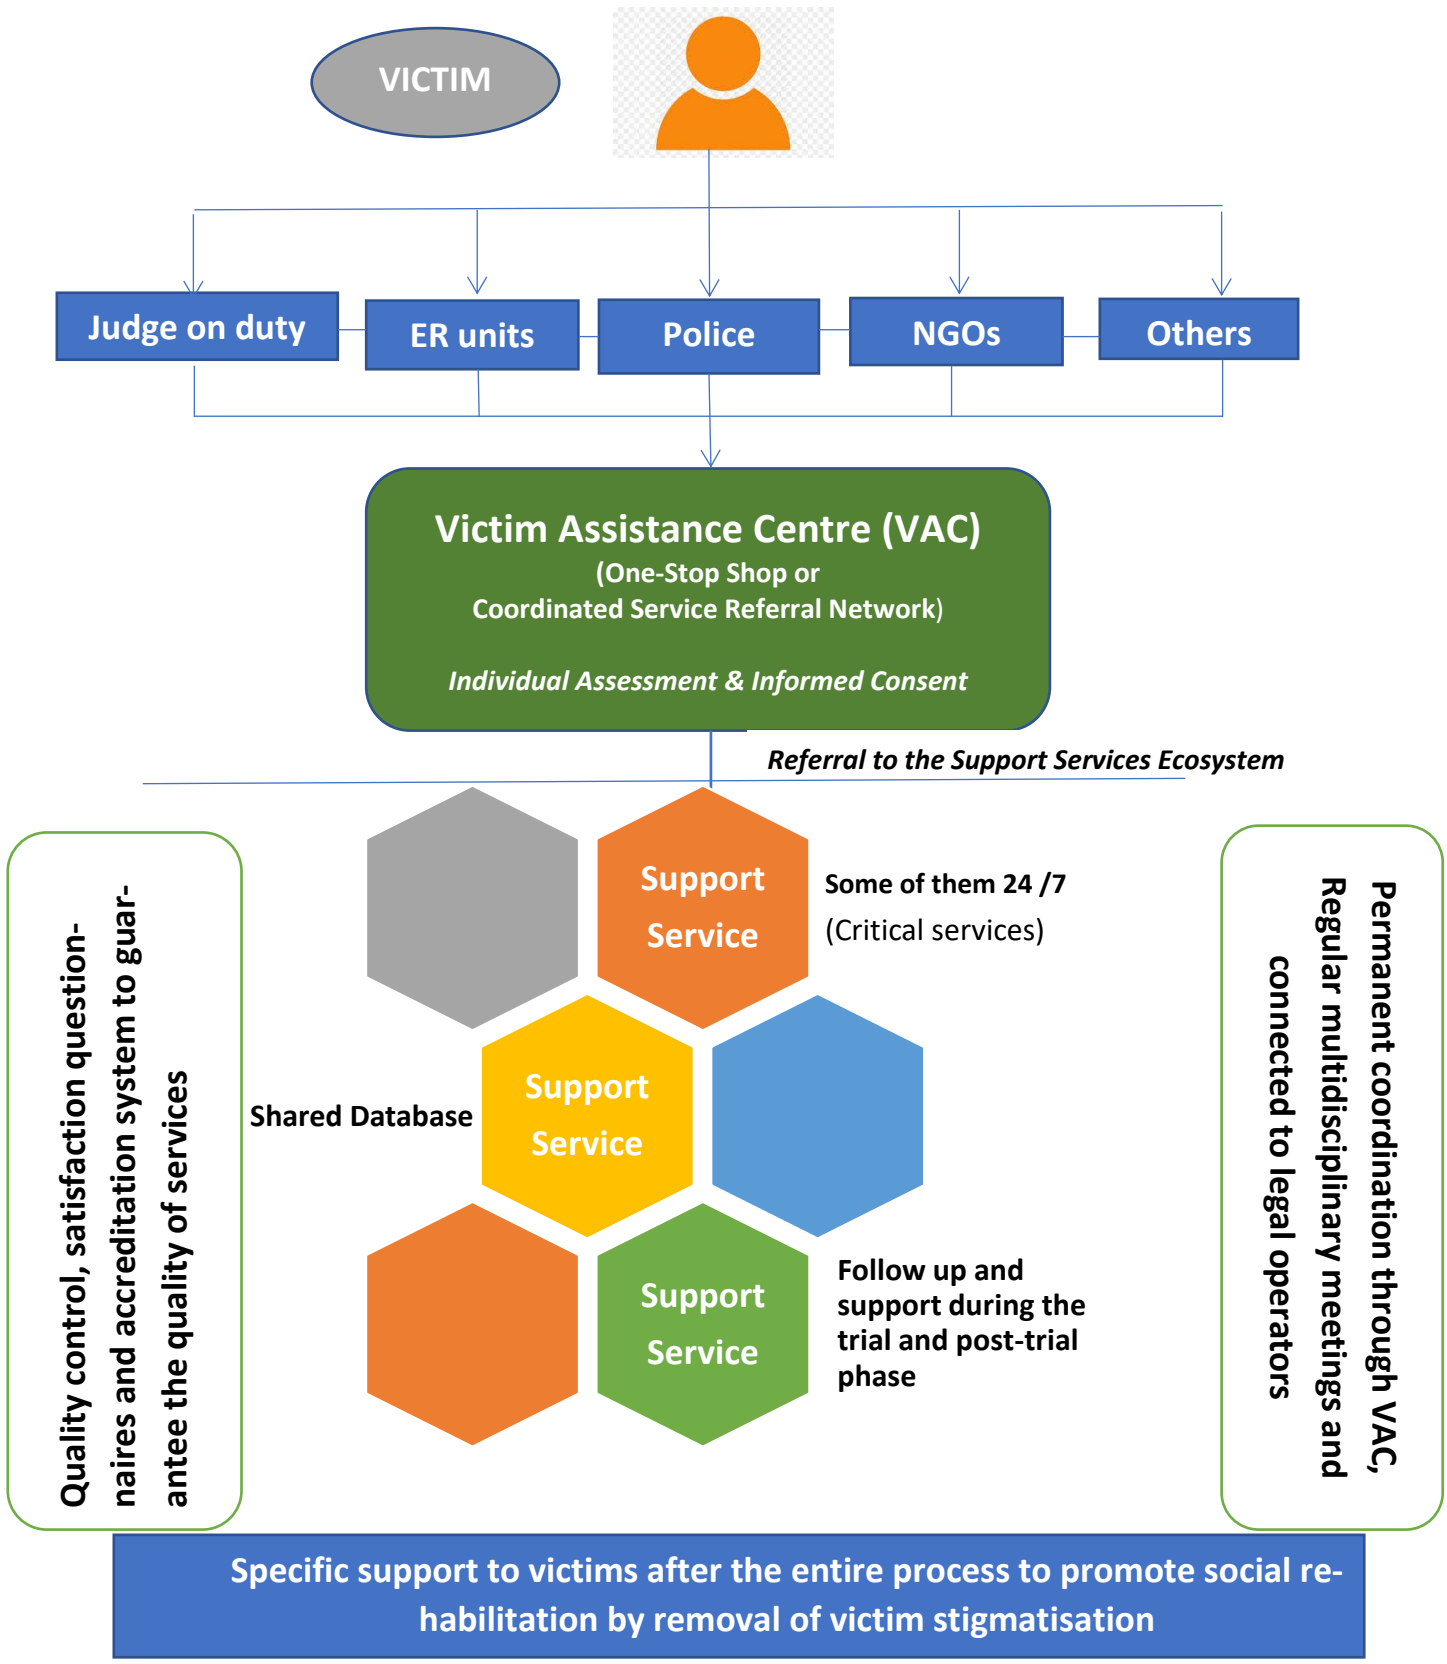 VICTIM
Judge on duty
ER units
Police
NGOs
Others
Victim Assistance Centre (VAC)
(One-Stop Shop or
Coordinated Service Referral Network)
Individual Assessment & Informed Consent
Referral to the Support Services Ecosystem
Support
Service
Some of them 24 /7
(Critical services)
Support
Service
Shared Database
Support
Service
Follow up and
support during the
trial and post-trial
phase
Quality control, satisfaction question-
naires and accreditation system to guar-
antee the quality of services
Permanent coordination through VAC,
Regular multidisciplinary meetings and
connected to legal operators
Specific support to victims after the entire process to promote social re-
habilitation by removal of victim stigmatisation